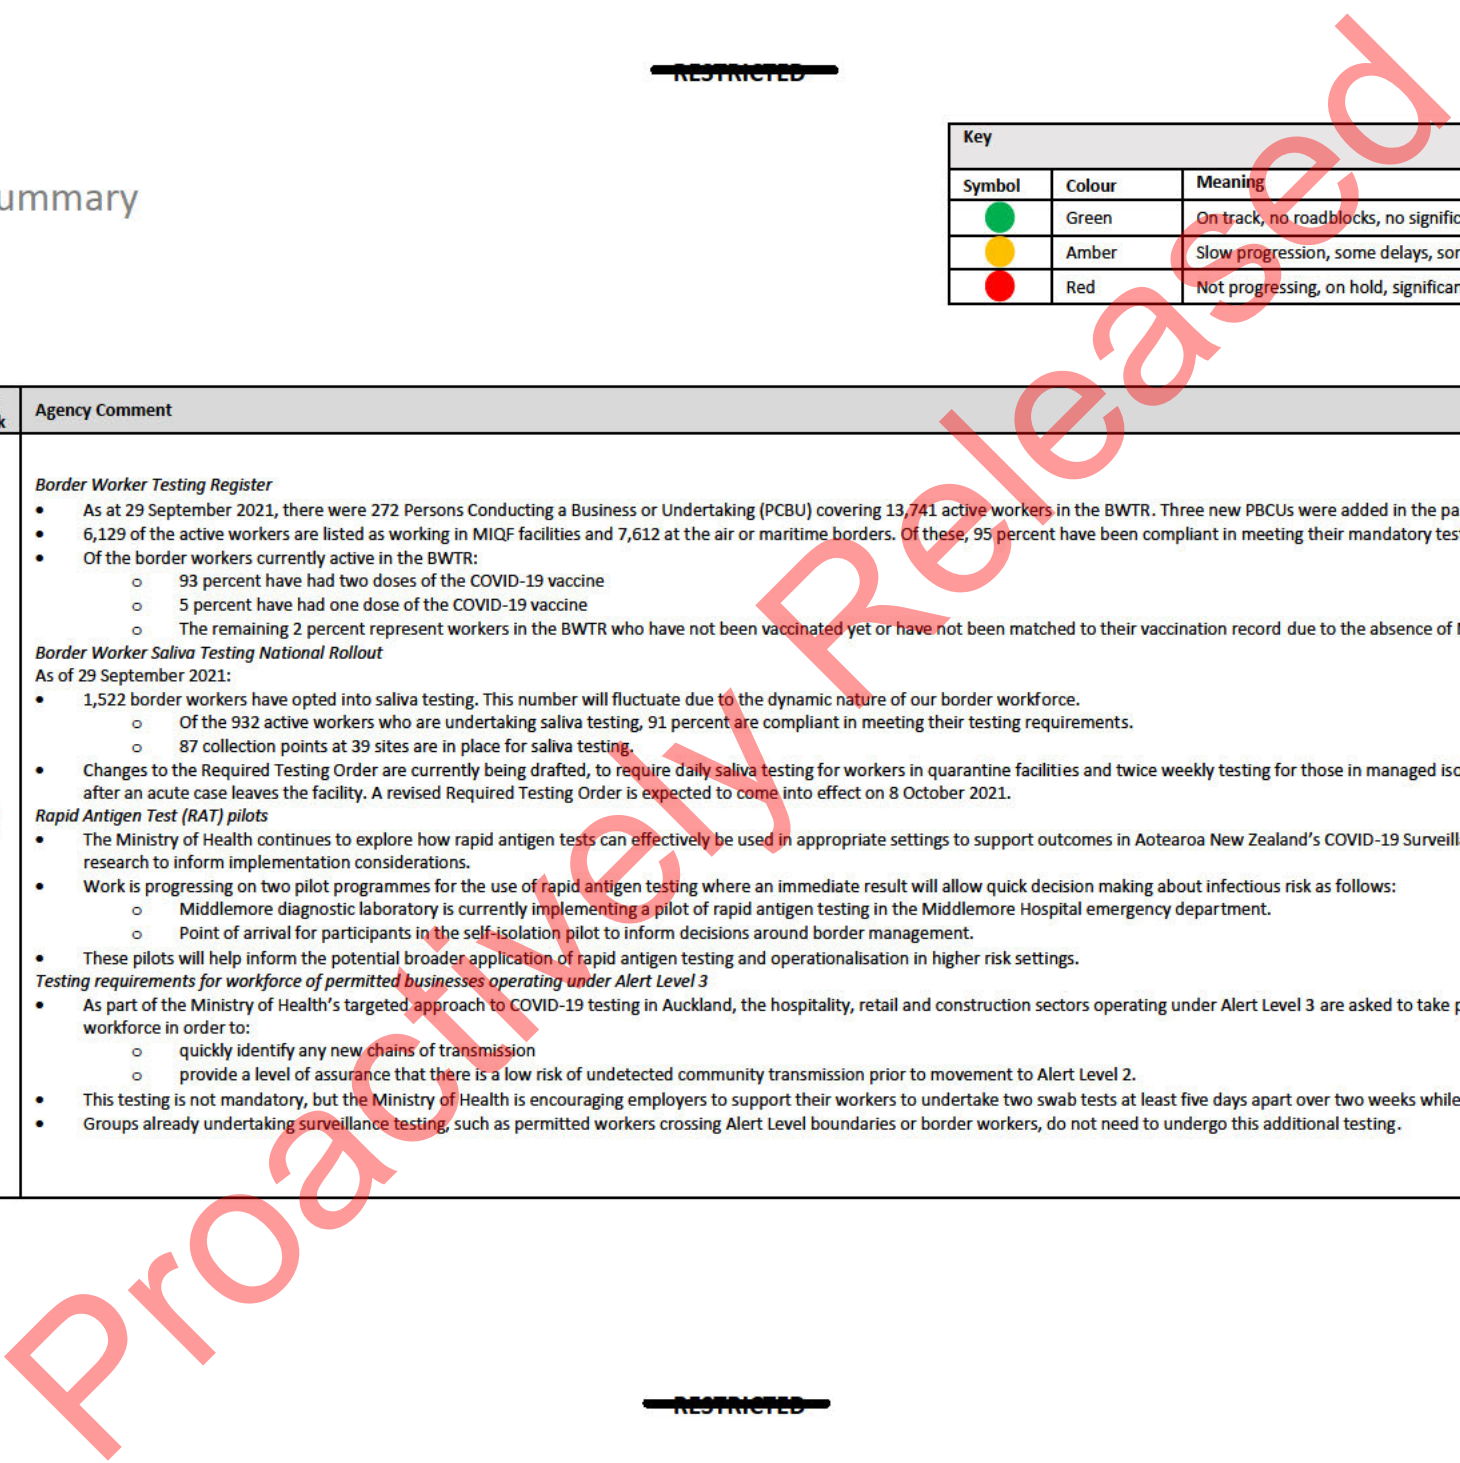 RESTRICTED
Key
ummary
Symbol Colour Meaning
Green On track, no roadblocks, no signific
Amber Slow progression, some delays, sor
Red Not progressing, on hold, significar
k Agency Comment
Border Worker Testing Register
• As at 29 September 2021, there were 272 Persons Conducting a Business or Undertaking (PCBU) covering 13,741 active workers in the BWTR. Three new PBCUs were added in the pa
• 6,129 of the active workers are listed as working in MIQF facilities and 7,612 at the air or maritime borders. Of these, 95 percent have been compliant in meeting their mandatory tes
• Of the border workers currently active in the BWTR:
o 93 percent have had two doses of the COVID-19 vaccine
o 5 percent have had one dose of the COVID-19 vaccine
o The remaining 2 percent represent workers in the BWTR who have not been vaccinated yet or have not been matched to their vaccination record due to the absence of
Border Worker Saliva Testing National Rollout
As of 29 September 2021:
• 1,522 border workers have opted into saliva testing. This number will fluctuate due to the dynamic nature of our border workforce.
o Of the 932 active workers who are undertaking saliva testing, 91 percent are compliant in meeting their testing requirements.
o 87 collection points at 39 sites are in place for saliva testing.
• Changes to the Required Testing Order are currently being drafted, to require daily saliva testing for workers in quarantine facilities and twice weekly testing for those in managed iso
after an acute case leaves the facility. A revised Required Testing Order is expected to come into effect on 8 October 2021.
Rapid Antigen Test (RAT) pilots
• The Ministry of Health continues to explore how rapid antigen tests can effectively be used in appropriate settings to support outcomes in Aotearoa New Zealand's COVID-19 Surveill
research to inform implementation considerations.
• Work is progressing on two pilot programmes for the use of rapid antigen testing where an immediate result will allow quick decision making about infectious risk as follows:
o Middlemore diagnostic laboratory is currently implementing a pilot of rapid antigen testing in the Middlemore Hospital emergency department.
o Point of arrival for participants in the self-isolation pilot to inform decisions around border management.
• These pilots will help inform the potential broader application of rapid antigen testing and operationalisation in higher risk settings.
Testing requirements for workforce of permitted businesses operating under Alert Level 3
• As part of the Ministry of Health's targeted approach to COVID-19 testing in Auckland, the hospitality, retail and construction sectors operating under Alert Level 3 are asked to take p
workforce in order to:
o quickly identify any new chains of transmission
o provide a level of assurance that there is a low risk of undetected community transmission prior to movement to Alert Level 2.
• This testing is not mandatory, but the Ministry of Health is encouraging employers to support their workers to undertake two swab tests at least five days apart over two weeks while
• Groups already undertaking surveillance testing, such as permitted workers crossing Alert Level boundaries or border workers, do not need to undergo this additional testing.
Proactively Released
RESTRICTED